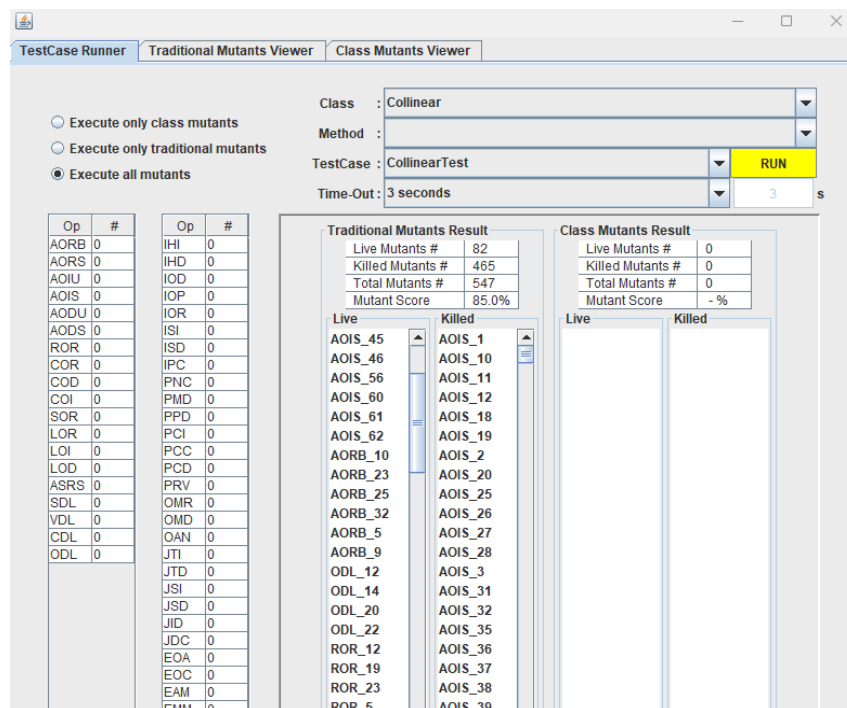 TestCase Runner Traditional Mutants Viewer Class Mutants Viewer
Class : Collinear
Execute only class mutants
Method :
Execute only traditional mutants
TestCase : CollinearTest RUN
Execute all mutants
Time-Out : 3 seconds 3 s
Op #
AORB 0
AORS 0
AOIU 0
AOIS 0
AODU 0
AODS 0
ROR 0
COR 0
COD 0
COI 0
SOR 0
LOR 0
LOI 0
LOD 0
ASRS 0
SDL 0
VDL 0
CDL 0
ODL 0
Op #
IHI 0
IHD 0
IOD 0
IOP 0
IOR 0
ISI 0
ISD 0
IPC 0
PNC 0
PMD 0
PPD 0
PCI 0
PCC 0
PCD 0
PRV 0
OMR 0
OMD 0
OAN 0
JTI 0
JTD 0
JSI 0
JSD 0
JID 0
JDC 0
EOA 0
EOC 0
EAM 0
EMM 0
Traditional Mutants Result
Live Mutants # 82
Killed Mutants # 465
Total Mutants # 547
Mutant Score 85.0%
Live
AOIS_45
AOIS_46
AOIS_56
AOIS_60
AOIS_61
AOIS_62
AORB_10
AORB_23
AORB_25
AORB_32
AORB_5
AORB_9
ODL_12
ODL_14
ODL_20
ODL_22
ROR_12
ROR_19
ROR_23
ROR_5
Killed
AOIS_1
AOIS_10
AOIS_11
AOIS_12
AOIS_18
AOIS_19
AOIS_2
AOIS_20
AOIS_25
AOIS_26
AOIS_27
AOIS_28
AOIS_3
AOIS_31
AOIS_32
AOIS_35
AOIS_36
AOIS_37
AOIS_38
AOIS_39
Class Mutants Result
Live Mutants # 0
Killed Mutants # 0
Total Mutants # 0
Mutant Score - %
Live
Killed